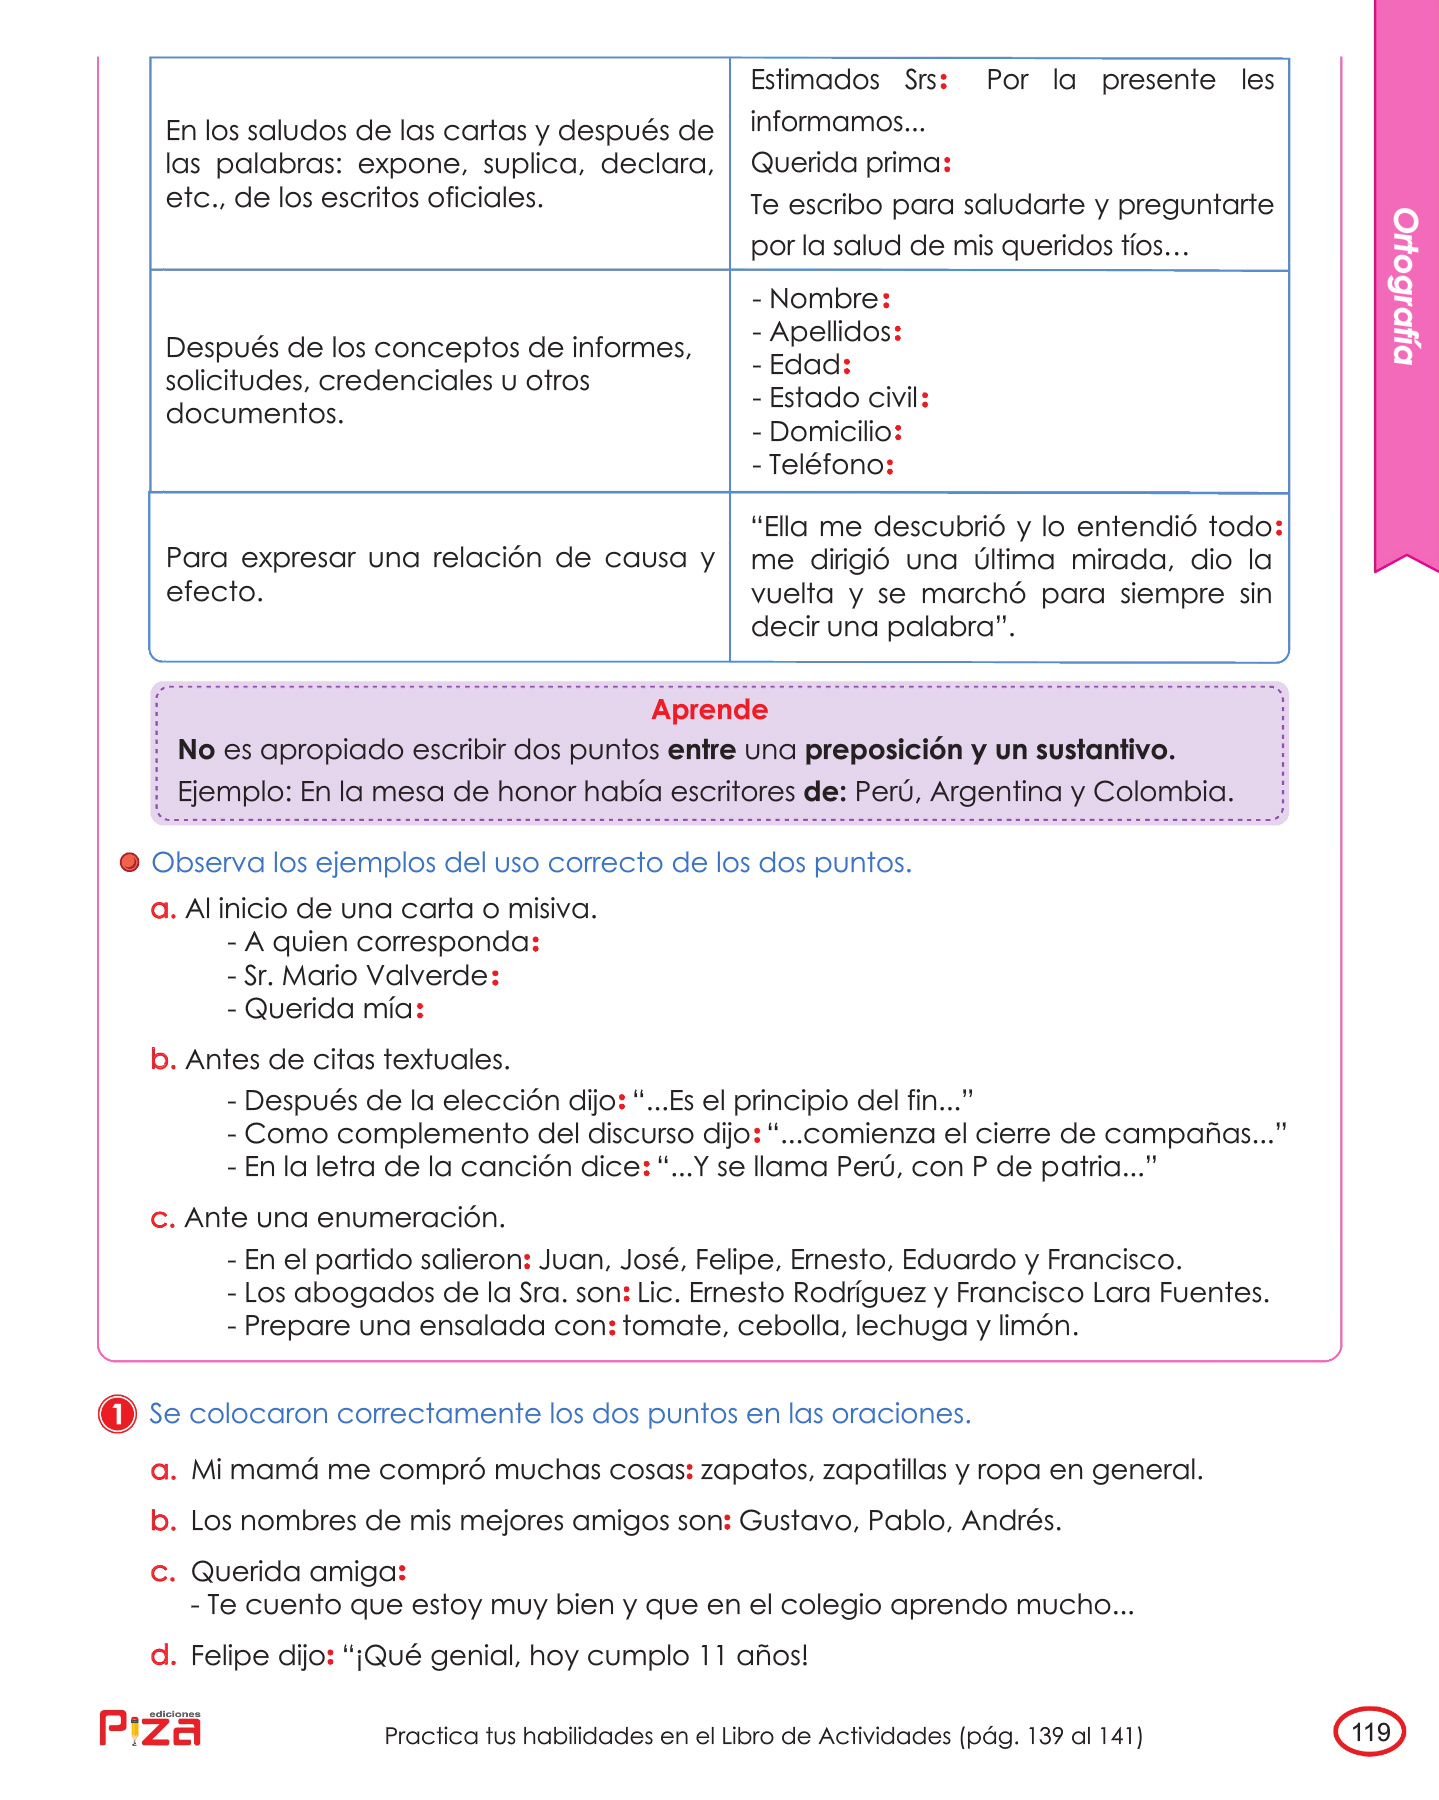 En los saludos de las cartas y después de
las palabras: expone, suplica, declara,
etc., de los escritos oficiales.
Estimados Srs: Por la presente les
informamos...
Querida prima:
Te escribo para saludarte y preguntarte
por la salud de mis queridos tíos...
Después de los conceptos de informes,
solicitudes, credenciales u otros
documentos.
- Nombre:
- Apellidos:
- Edad:
- Estado civil:
- Domicilio:
- Teléfono:
Para expresar una relación de causa y
efecto.
“Ella me descubrió y lo entendió todo:
me dirigió una última mirada, dio la
vuelta y se marchó para siempre sin
decir una palabra”.
Ortografía
Aprende
No es apropiado escribir dos puntos entre una preposición y un sustantivo.
Ejemplo: En la mesa de honor había escritores de: Perú, Argentina y Colombia.
Observa los ejemplos del uso correcto de los dos puntos.
a. Al inicio de una carta o misiva.
- A quien corresponda:
- Sr. Mario Valverde:
- Querida mía:
b. Antes de citas textuales.
- Después de la elección dijo: “...Es el principio del fin...”
- Como complemento del discurso dijo: “...comienza el cierre de campañas...”
- En la letra de la canción dice: “...Y se llama Perú, con P de patria...”
c. Ante una enumeración.
- En el partido salieron: Juan, José, Felipe, Ernesto, Eduardo y Francisco.
- Los abogados de la Sra. son: Lic. Ernesto Rodríguez y Francisco Lara Fuentes.
- Prepare una ensalada con: tomate, cebolla, lechuga y limón.
1 Se colocaron correctamente los dos puntos en las oraciones.
a. Mi mamá me compró muchas cosas: zapatos, zapatillas y ropa en general.
b. Los nombres de mis mejores amigos son: Gustavo, Pablo, Andrés.
c. Querida amiga:
- Te cuento que estoy muy bien y que en el colegio aprendo mucho...
d. Felipe dijo: “¡Qué genial, hoy cumplo 11 años!
ediciones
Piza
Practica tus habilidades en el Libro de Actividades (pág. 139 al 141)
119